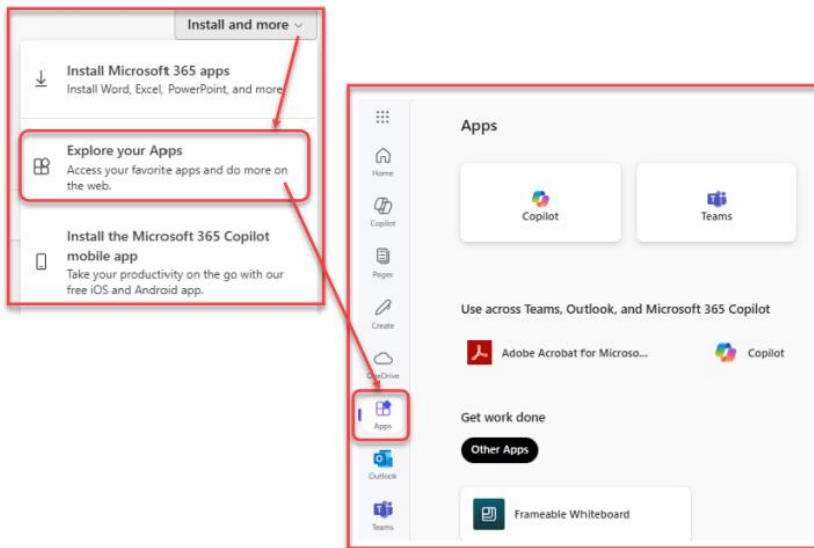 Install and more
Install Microsoft 365 apps
Install Word, Excel, PowerPoint, and more
Explore your Apps
Access your favorite apps and do more on
the web.
Install the Microsoft 365 Copilot
mobile app
Take your productivity on the go with our
free iOS and Android app.
Home
Copilot
Pages
Create
OneDrive
Apps
Outlook
Teams
Apps
Copilot
Teams
Use across Teams, Outlook, and Microsoft 365 Copilot
Adobe Acrobat for Microso...
Copilot
Get work done
Other Apps
Frameable Whiteboard